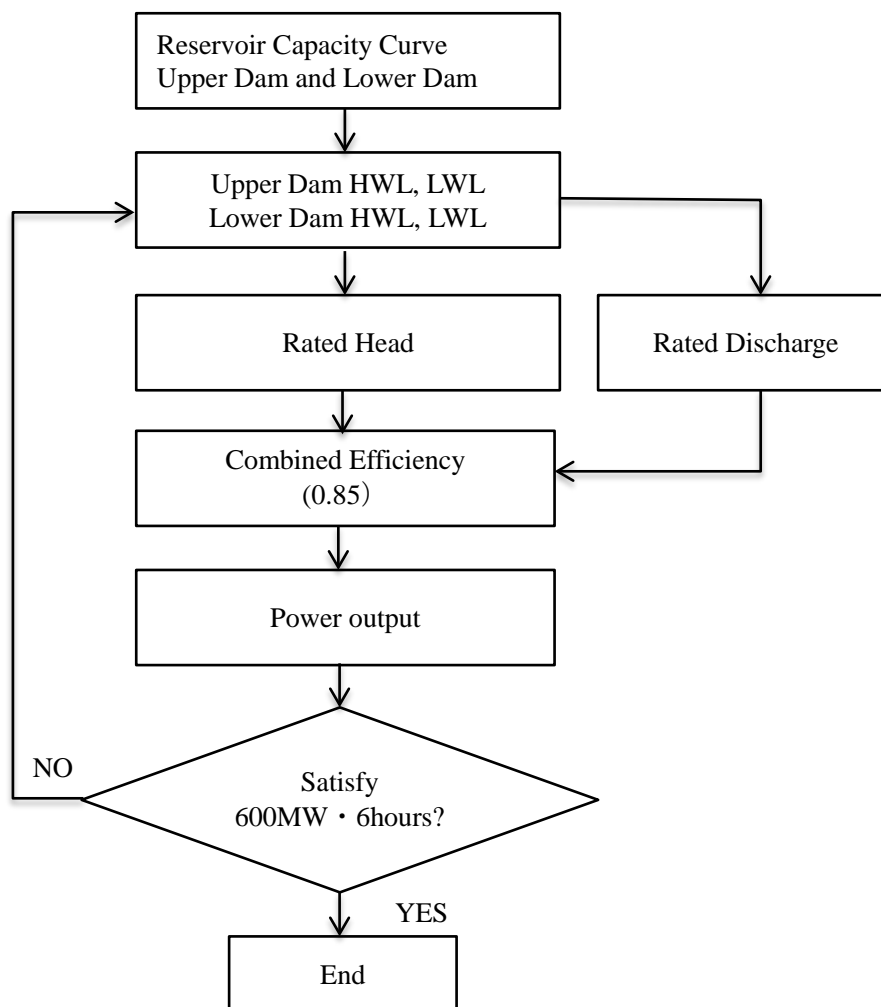 Reservoir Capacity Curve
Upper Dam and Lower Dam
Upper Dam HWL, LWL
Lower Dam HWL, LWL
Rated Head
Rated Discharge
Combined Efficiency
(0.85）
Power output
NO
Satisfy
600MW・6hours?
YES
End